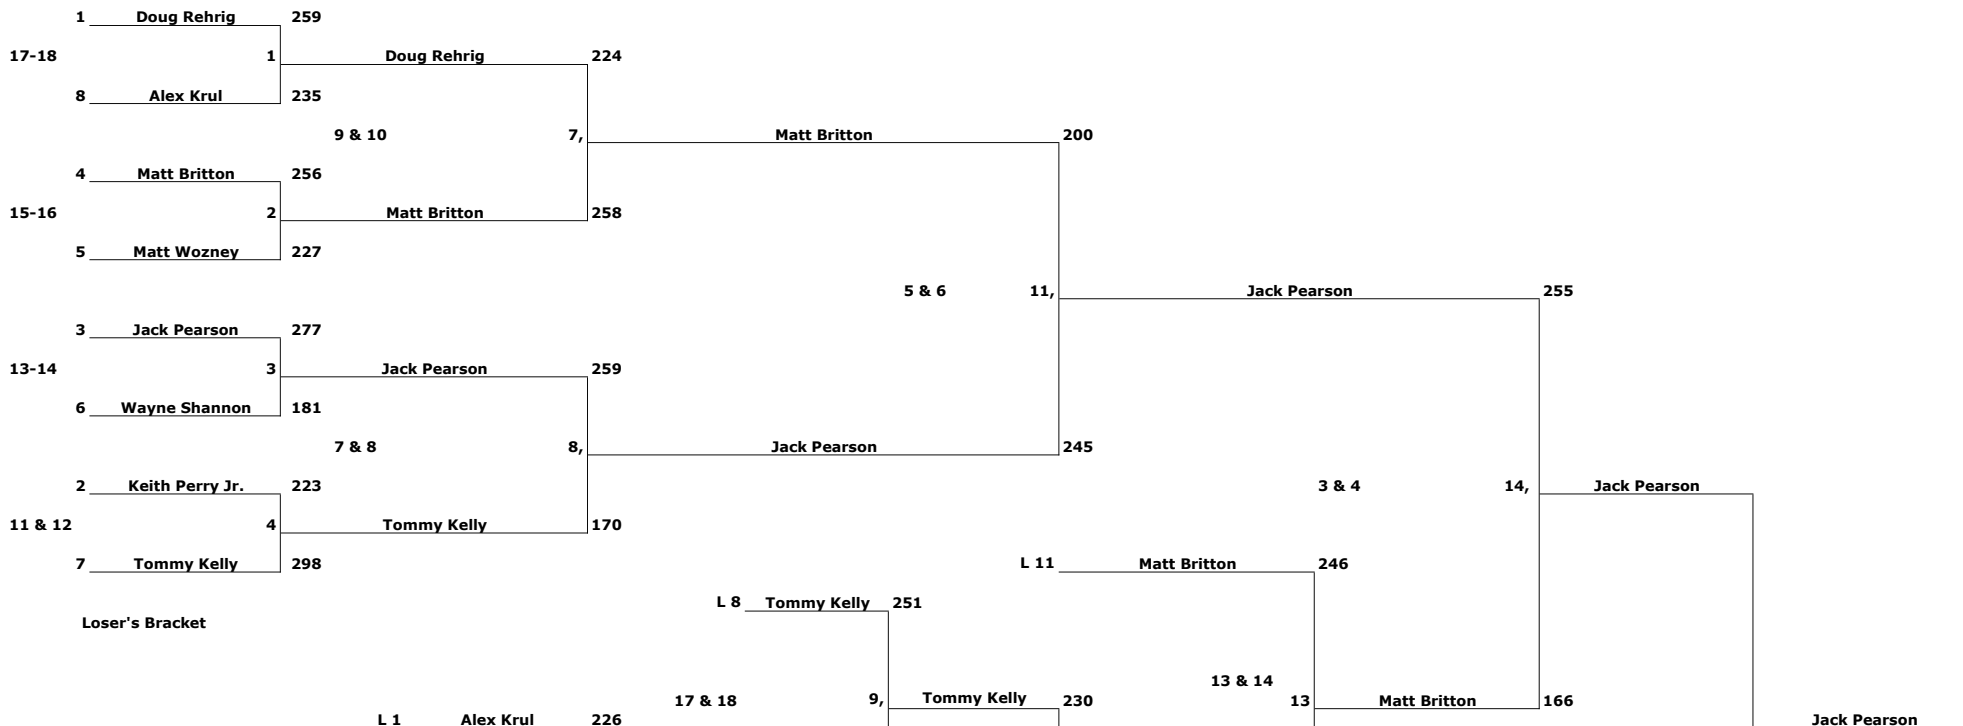 1 Doug Rehrig 259
17-18 1 Doug Rehrig 224
8 Alex Krul 235
9 & 10 7, Matt Britton 200
4 Matt Britton 256
15-16 2 Matt Britton 258
5 Matt Wozney 227
5 & 6 11, Jack Pearson 255
3 Jack Pearson 277
13-14 3 Jack Pearson 259
6 Wayne Shannon 181
7 & 8 8, Jack Pearson 245
2 Keith Perry Jr. 223 3 & 4 14, Jack Pearson
11 & 12 4 Tommy Kelly 170
7 Tommy Kelly 298 L 11 Matt Britton 246
L 8 Tommy Kelly 251
Loser's Bracket
13 & 14
17 & 18 9, Tommy Kelly 230 13 Matt Britton 166
L 1 Alex Krul 226 Jack Pearson